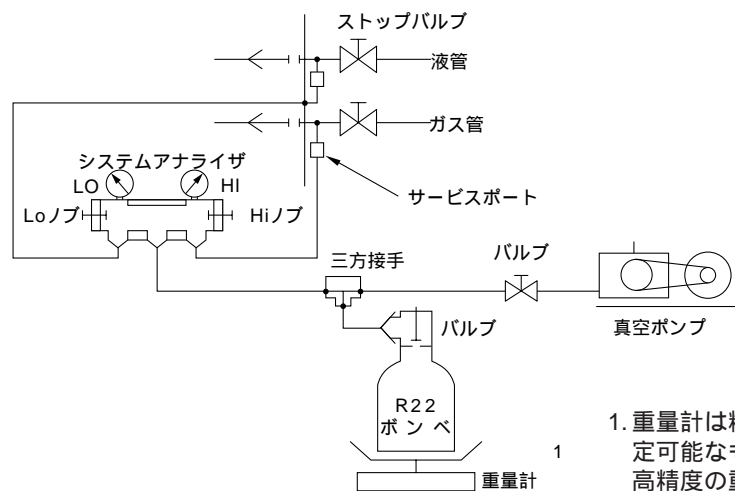 ストップバルブ
液管
ガス管
システムアナライザ
LO
HI
サービスポート
Loノブ
Hiノブ
三方接手
バルブ
バルブ
真空ポンプ
R22
ボンベ
1
重量計
1. 重量計は
定可能な
高精度の